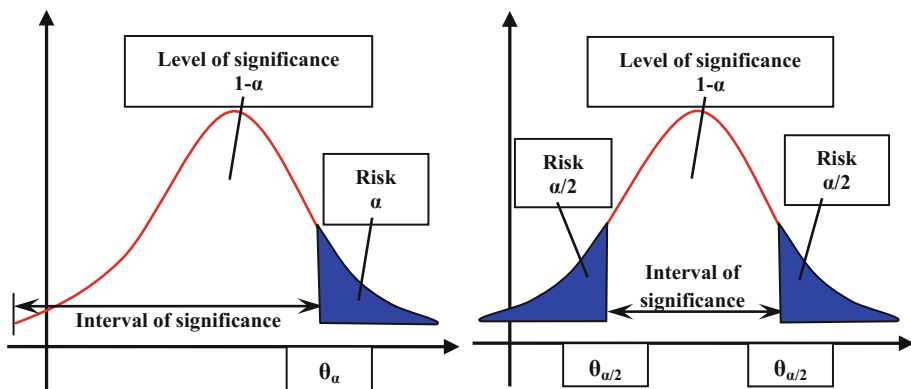 Level of significance
1-α
Risk
α
Interval of significance
θα
Level of significance
1-α
Risk
α/2
Risk
α/2
Interval of
significance
θα/2
θα/2